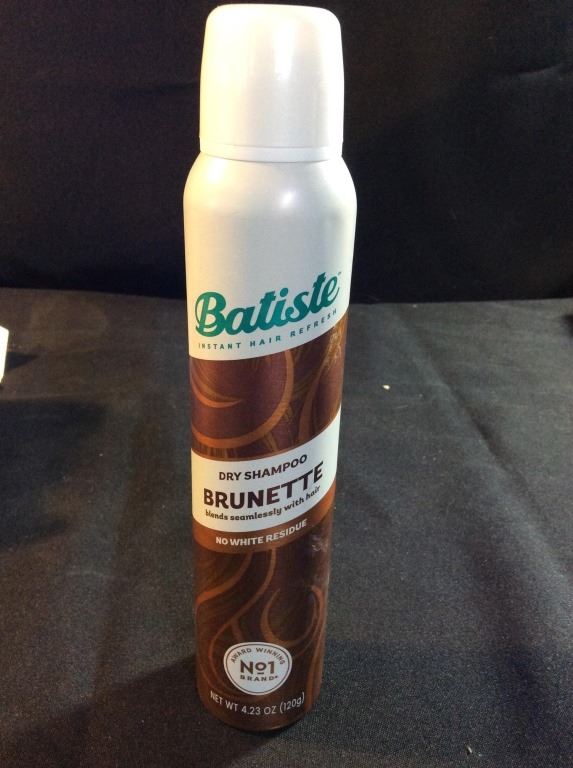 Batiste™
INSTANT HAIR REFRESH
DRY SHAMPOO
BRUNETTE
blends seamlessly with hair
NO WHITE RESIDUE
AWARD WINNING
Nº1
BRAND*
NET WT 4.23 OZ (120g)